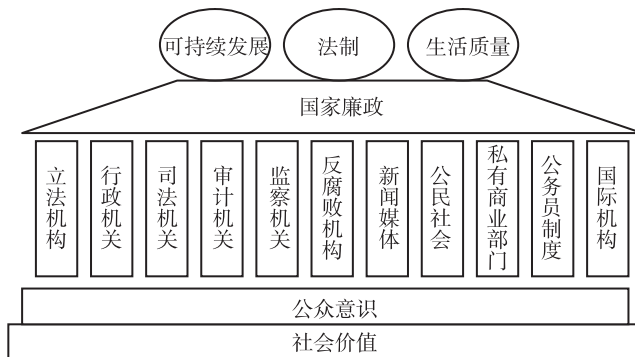 可持续发展
法制
生活质量
国家廉政
立法机构
行政机关
司法机关
审计机关
监察机关
反腐败机构
新闻媒体
公民社会
私有商业部门
公务员制度
国际机构
公众意识
社会价值